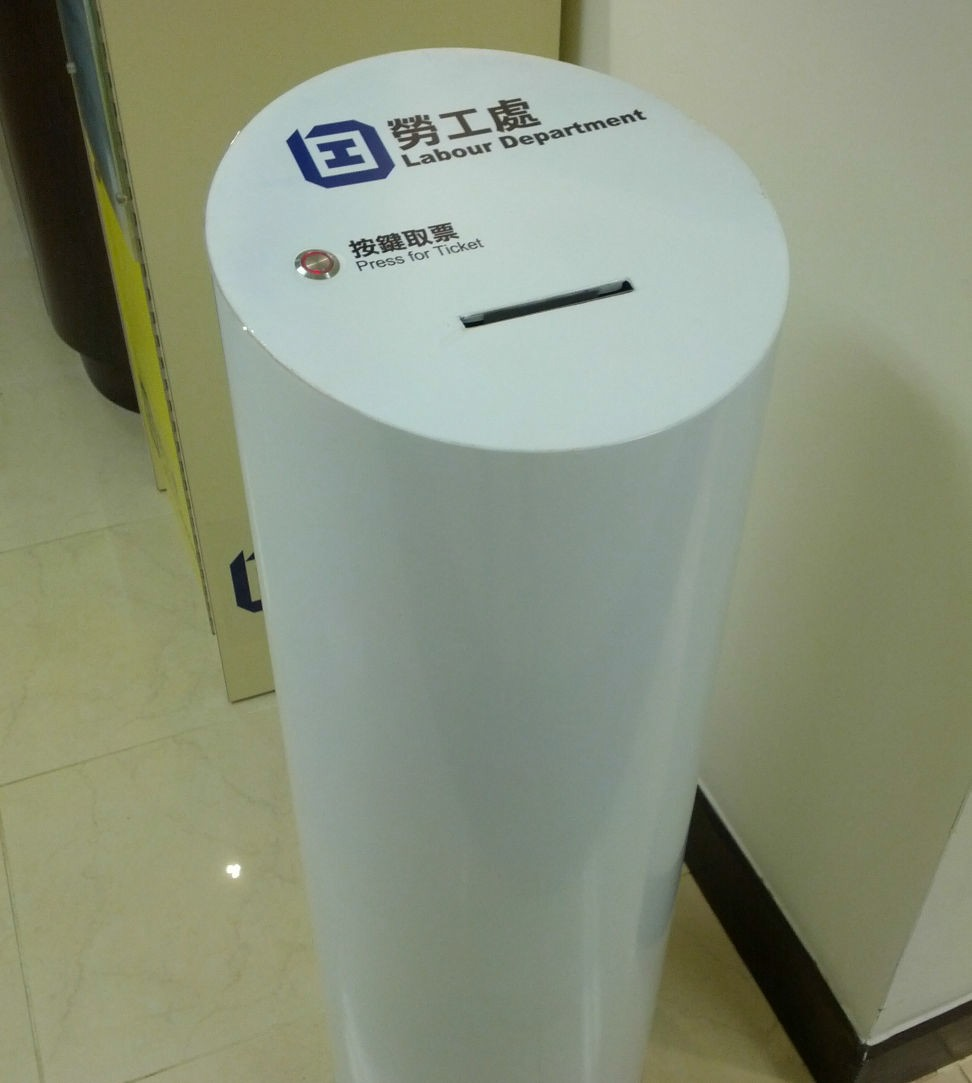 勞工處
Labour Department
按鍵取票
Press for Ticket